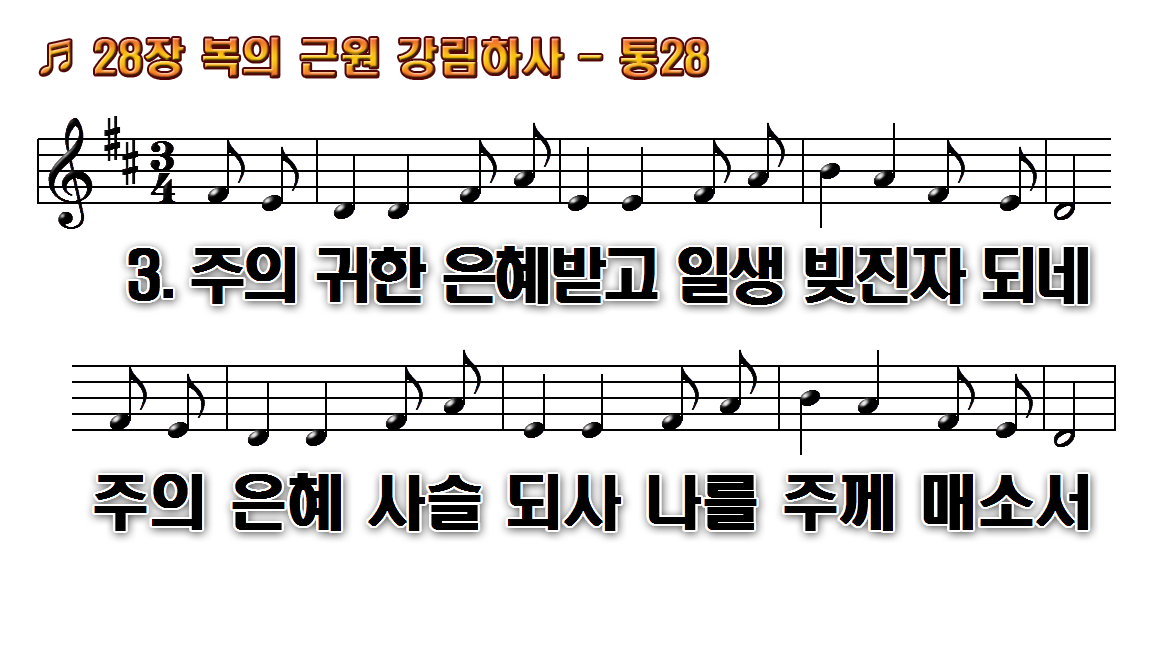 ♬ 28장 복의 근원 강림하사 - 통28
3
4
3. 주의 귀한 은혜받고 일생 빚진자 되네
주의 은혜 사슬 되사 나를 주께 매소서